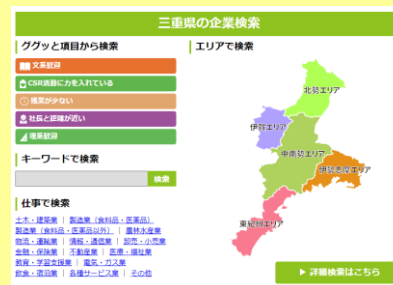 三重県の企業検索
ググッと項目から検索
文系歓迎
CSR活動に力を入れている
残業が少ない
社長と距離が近い
理系歓迎
キーワードで検索
検索
仕事で検索
土木・建築業 | 製造業（食料品・医薬品）
製造業（食料品・医薬品以外） | 農林水産業
物流・運輸業 | 情報・通信業 | 卸売・小売業
金融・保険業 | 不動産業 | 医療・福祉業
教育・学習支援業 | 電気・ガス業
飲食・宿泊業 | 各種サービス業 | その他
エリアで検索
北勢エリア
伊賀エリア
中南勢エリア
伊勢志摩エリア
東紀州エリア
▶ 詳細検索はこちら